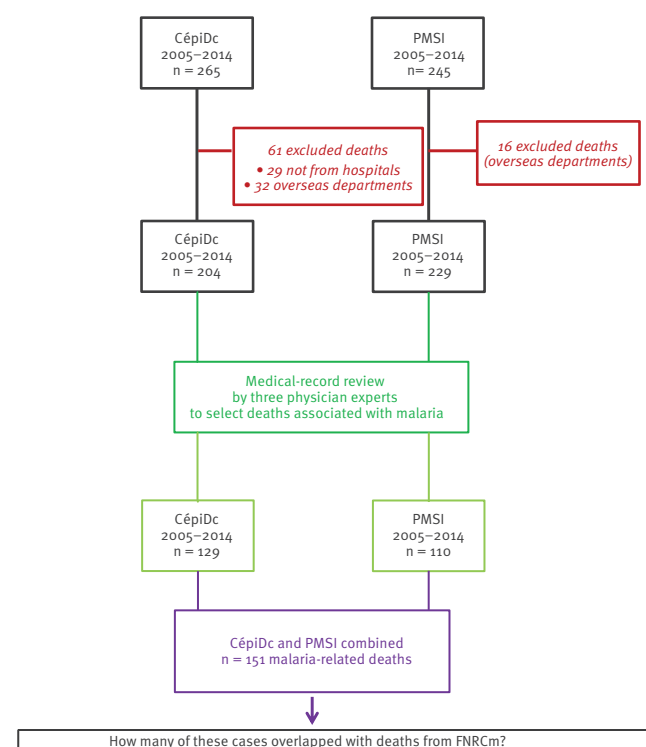 CépiDc
2005–2014
n = 265
PMSI
2005–2014
n= 245
61 excluded deaths
• 29 not from hospitals
• 32 overseas departments
16 excluded deaths
(overseas departments)
CépiDc
2005–2014
n = 204
PMSI
2005–2014
n = 229
Medical-record review
by three physician experts
to select deaths associated with malaria
CépiDc
2005–2014
n = 129
PMSI
2005–2014
n = 110
CépiDc and PMSI combined
n = 151 malaria-related deaths
How many of these cases overlapped with deaths from FNRCm?